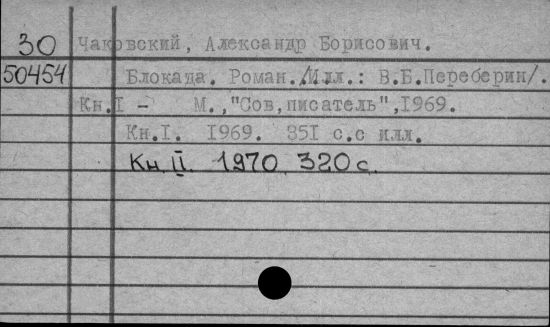 30 Чаковский, Александр Борисович.
50454 Блокада. Роман./Илл.: В.Б.Переберин/.
Кн.I - М.,"Сов,писатель",1969.
Кн.I. 1969. 351 с.с илл.
Кн. II. 1970. 320 с.